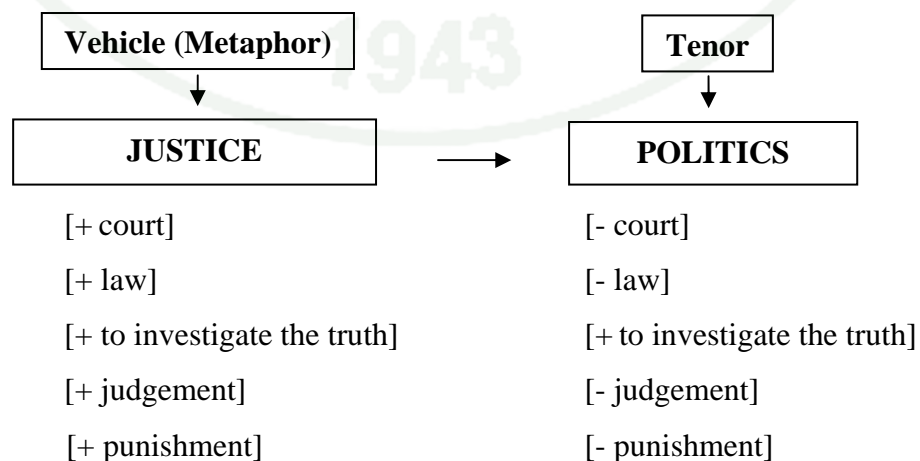 1943
Vehicle (Metaphor) Tenor
JUSTICE POLITICS
[+ court] [- court]
[+ law] [- law]
[+ to investigate the truth] [+ to investigate the truth]
[+ judgement] [- judgement]
[+ punishment] [- punishment]